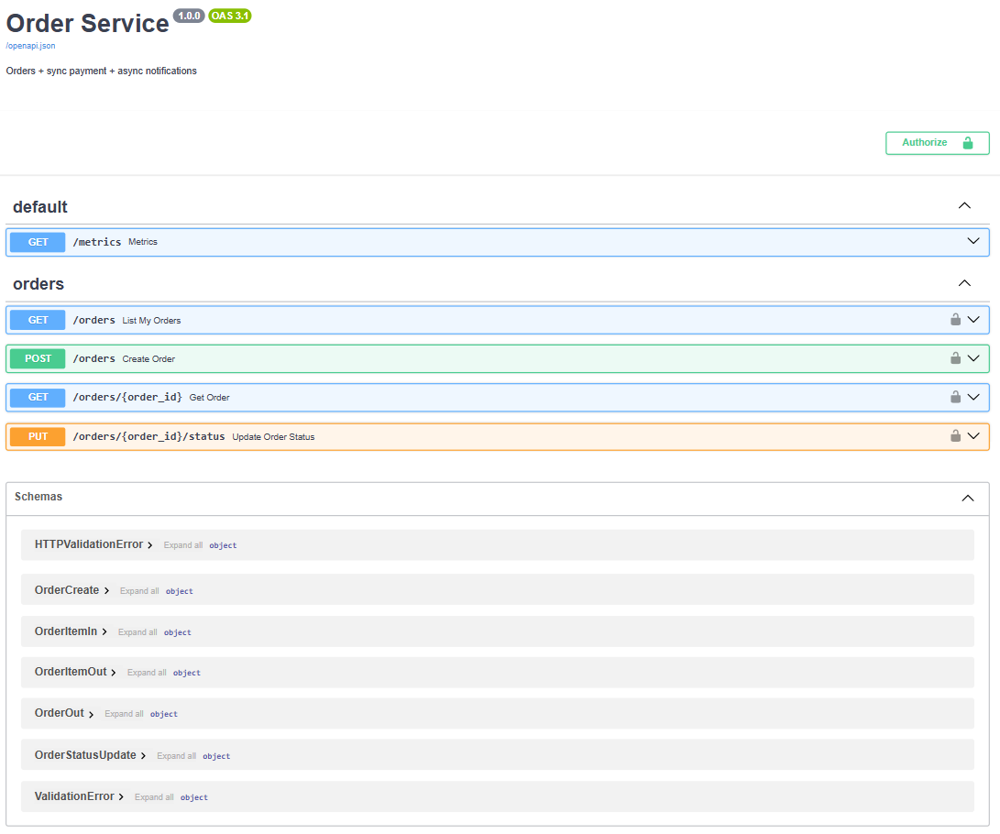 Order Service 1.0.0 OAS 3.1
/openapi.json
Orders + sync payment + async notifications
Authorize
default
GET /metrics Metrics
orders
GET /orders List My Orders
POST /orders Create Order
GET /orders/{order_id} Get Order
PUT /orders/{order_id}/status Update Order Status
Schemas
HTTPValidationError Expand all object
OrderCreate Expand all object
OrderItemIn Expand all object
OrderItemOut Expand all object
OrderOut Expand all object
OrderStatusUpdate Expand all object
ValidationError Expand all object